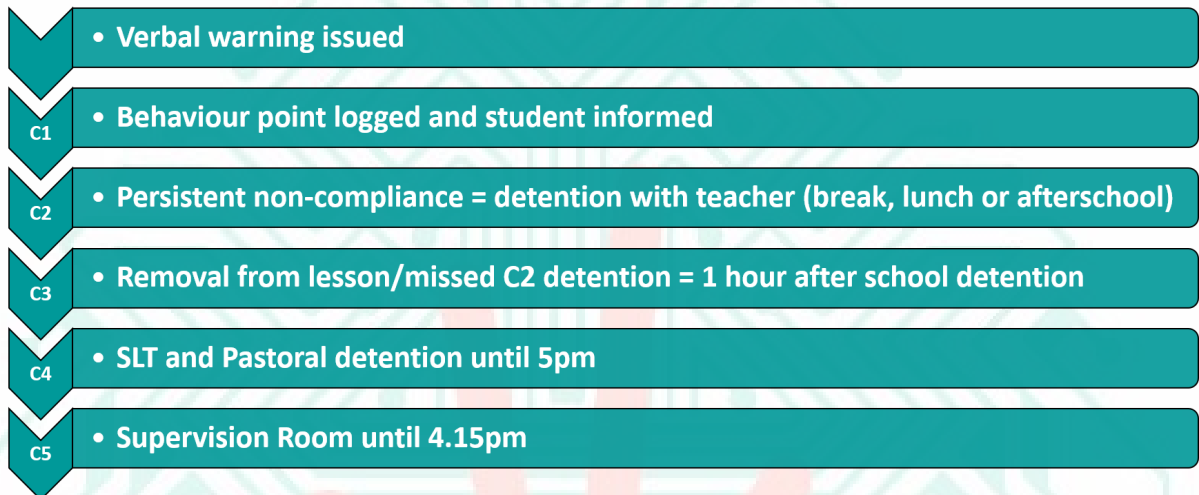 • Verbal warning issued
C1
• Behaviour point logged and student informed
C2
• Persistent non-compliance = detention with teacher (break, lunch or afterschool)
C3
• Removal from lesson/missed C2 detention = 1 hour after school detention
C4
• SLT and Pastoral detention until 5pm
C5
• Supervision Room until 4.15pm